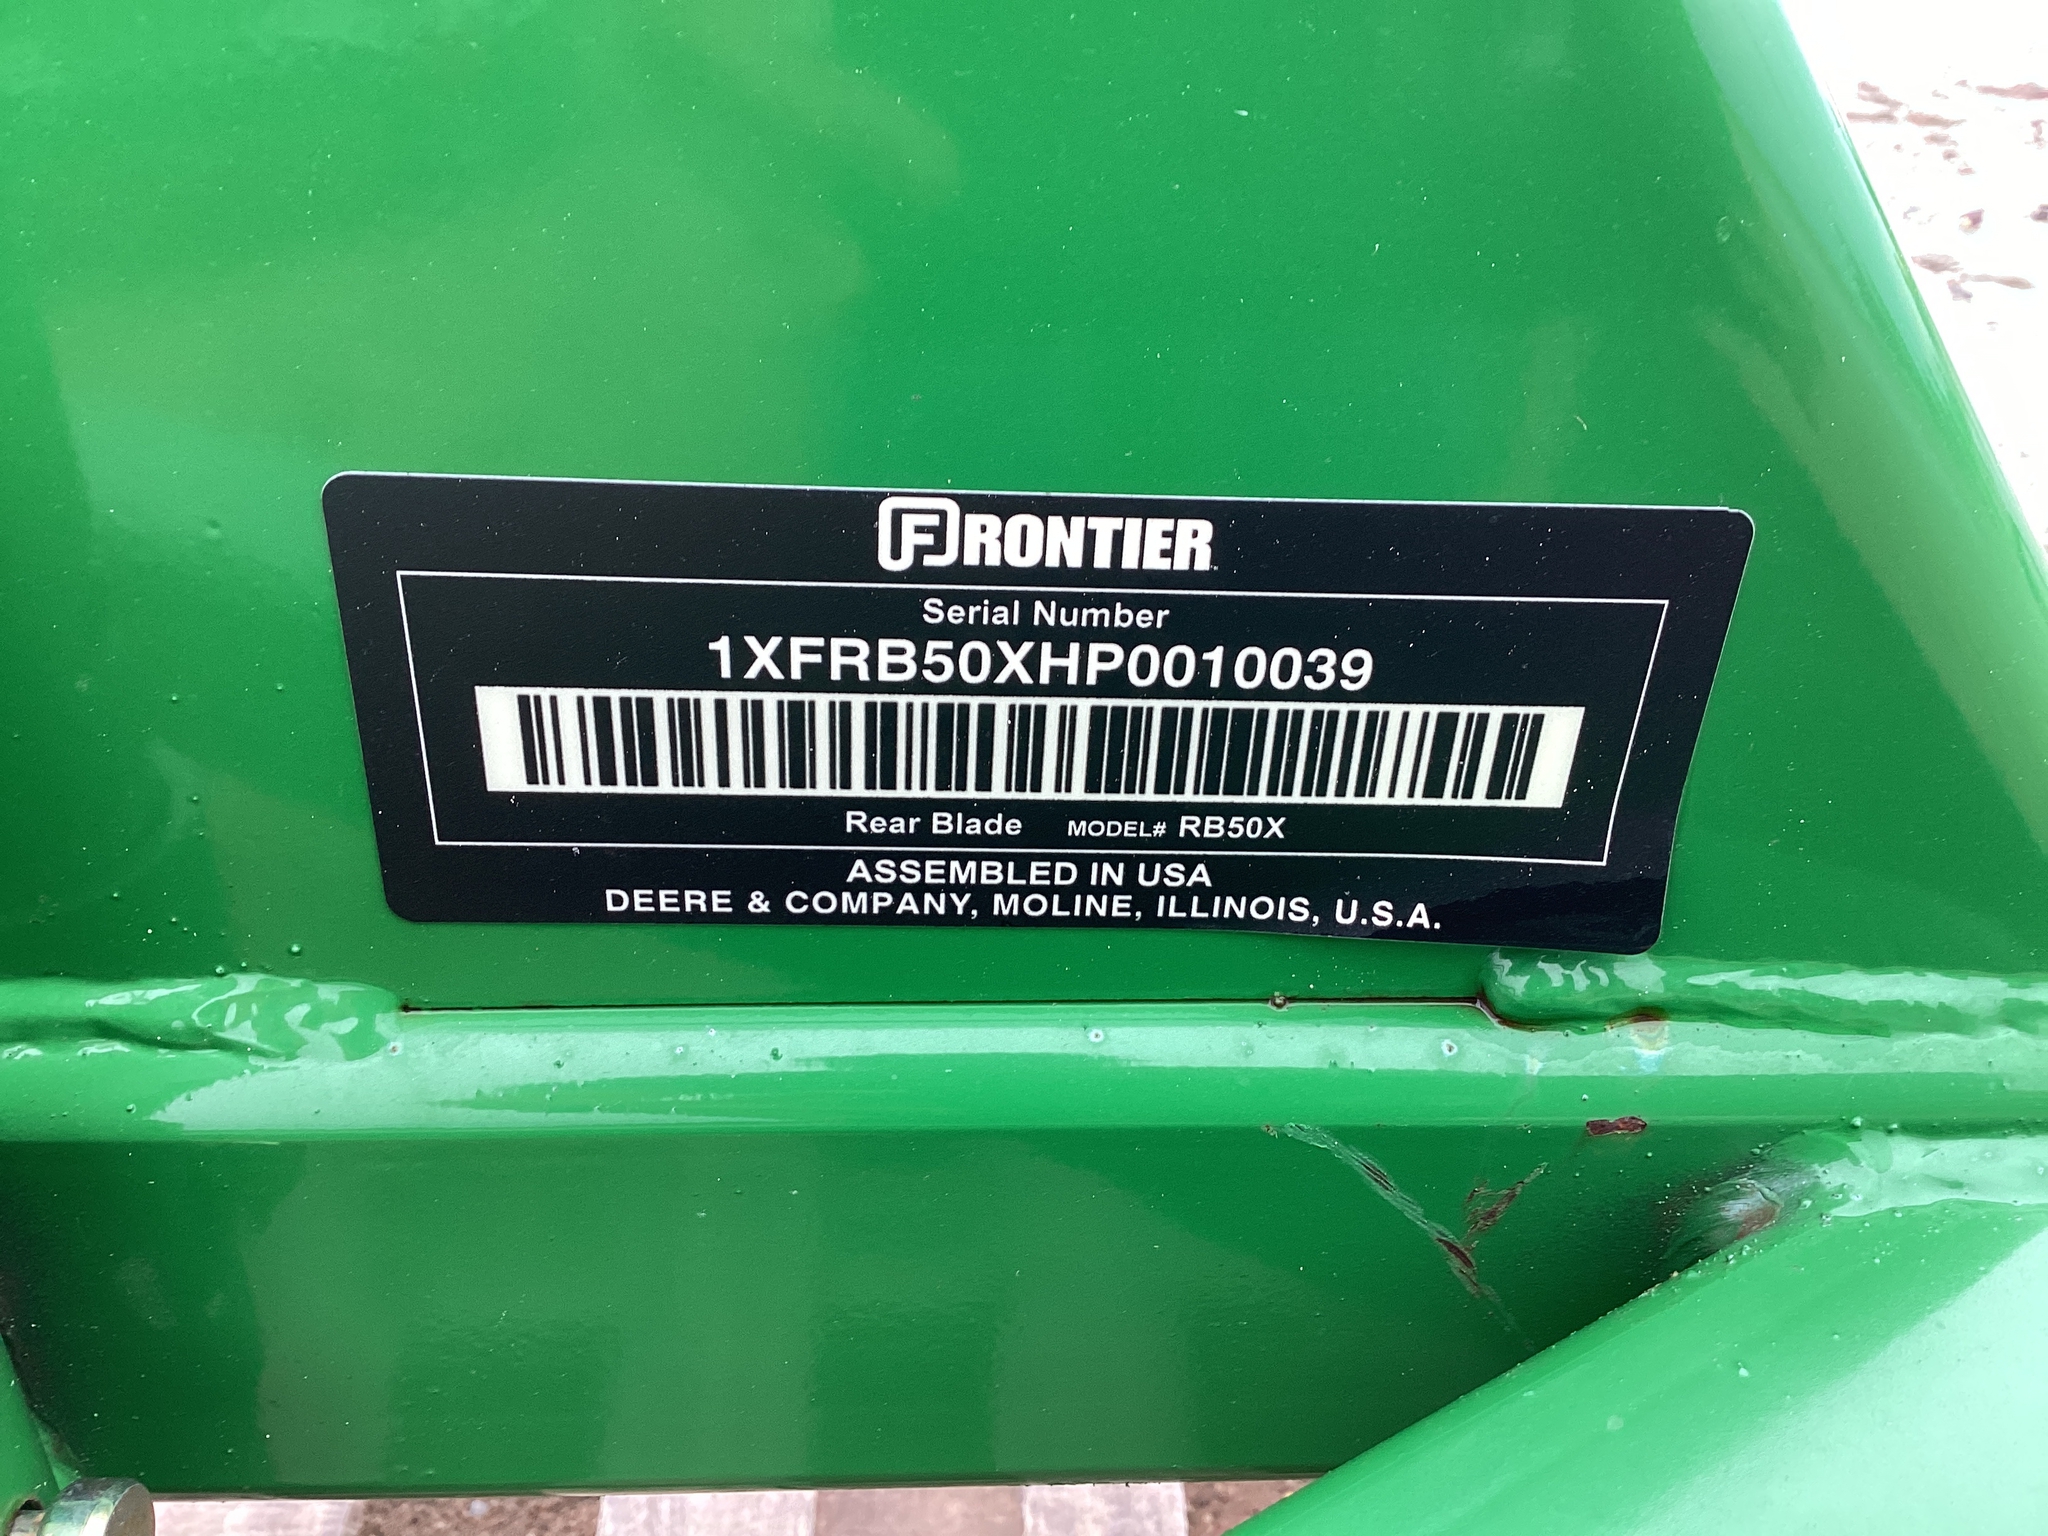 FRONTIER
Serial Number
1XFRB50XHP0010039
Rear Blade MODEL# RB50X
ASSEMBLED IN USA
DEERE & COMPANY, MOLINE, ILLINOIS, U.S.A.